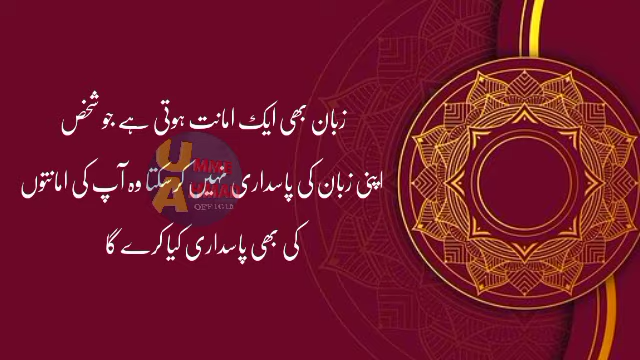 زبان بھی ایک امانت ہوتی ہے جو شخص
اپنی زبان کی پاسداری نہیں کرسکتا وہ آپ کی امانتوں
کی بھی پاسداری کیا کرے گا
U
H
A
OFFICIAL